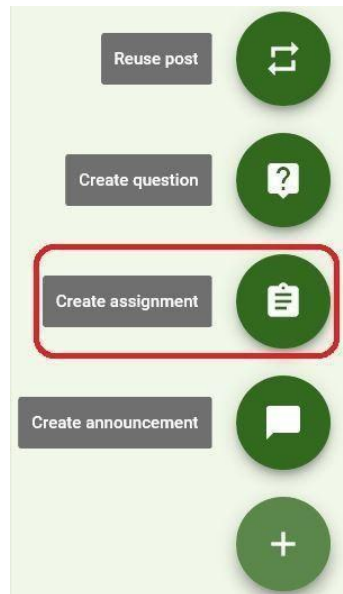 Reuse post
Create question
Create assignment
Create announcement